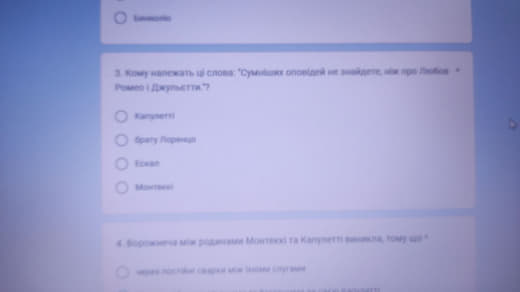 Бенволіо
3. Кому належать ці слова: "Сумніших оповідей не знайдете, ніж про Любов *
Ромео і Джульєтти."?
Капулетті
брату Лоренцо
Ескал
Монтеккі
4. Ворожнеча між родинами Монтеккі та Капулетті виникла, тому що *
через постійні сварки між їхніми слугами